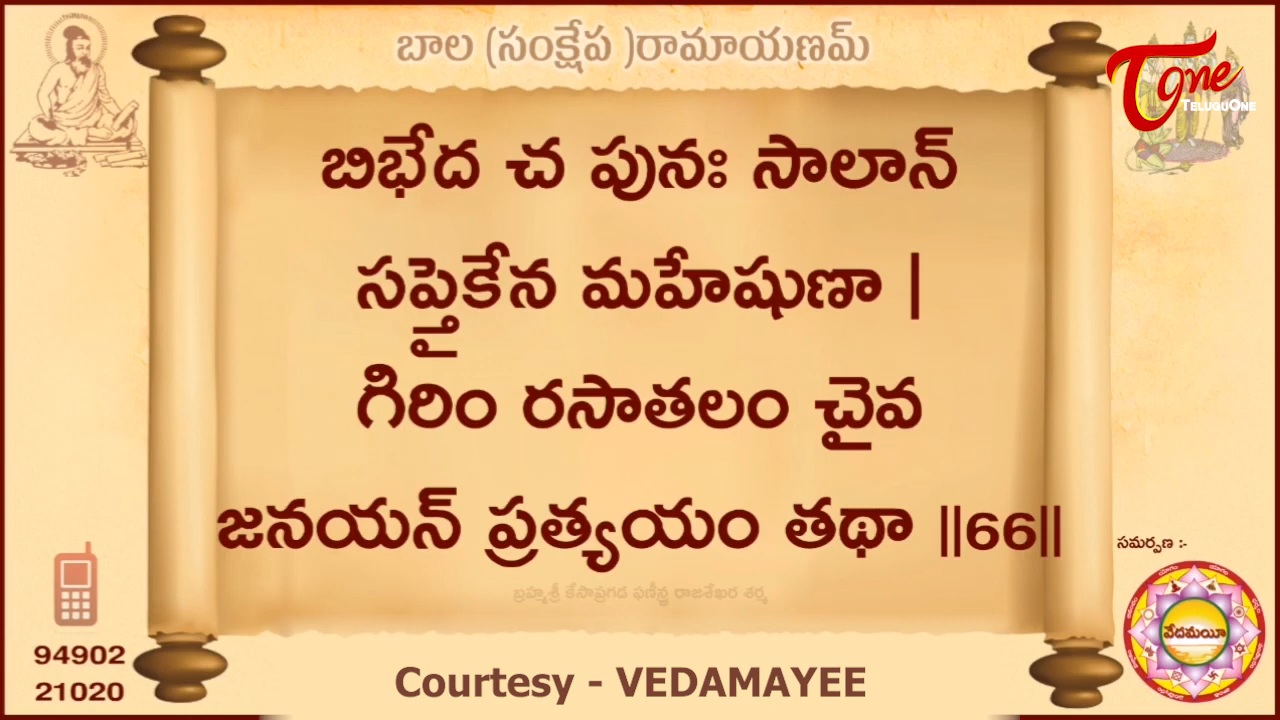 బాల (సంక్షేప )రామాయణమ్
Tone
TELUGUONE
బిభేద చ పునః సాలాన్
సప్తైకేన మహేషుణా |
గిరిం రసాతలం చైవ
జనయన్ ప్రత్యయం తథా ||66||
సమర్పణ :-
బ్రహ్మశ్రీ కేసాప్రగడ ఫణీన్ద్ర రాజశేఖర శర్మ
వేదమయీ
94902
21020
Courtesy - VEDAMAYEE